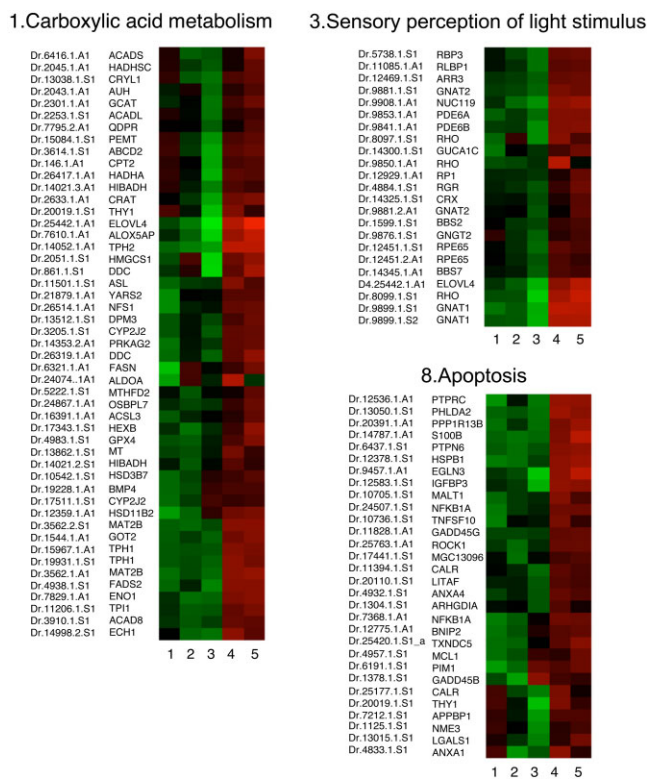 1.Carboxylic acid metabolism
Dr.6416.1.A1 ACADS
Dr.2045.1.A1 HADHSC
Dr.13038.1.S1 CRYL1
Dr.2043.1.A1 AUH
Dr.2301.1.A1 GCAT
Dr.2253.1.S1 ACADL
Dr.7795.2.A1 QDPR
Dr.15084.1.S1 PEMT
Dr.3614.1.S1 ABCD2
Dr.146.1.A1 CPT2
Dr.26417.1.A1 HADHA
Dr.14021.3.A1 HIBADH
Dr.2633.1.A1 CRAT
Dr.20019.1.S1 THY1
Dr.25442.1.A1 ELOVL4
Dr.7610.1.A1 ALOX5AP
Dr.14052.1.A1 TPH2
Dr.2051.1.S1 HMGCS1
Dr.861.1.S1 DDC
Dr.11501.1.S1 ASL
Dr.21879.1.A1 YARS2
Dr.26514.1.A1 NFS1
Dr.13512.1.S1 DPM3
Dr.3205.1.S1 CYP2J2
Dr.14353.2.A1 PRKAG2
Dr.26319.1.A1 DDC
Dr.6321.1.A1 FASN
Dr.24074..1A1 ALDOA
Dr.5222.1.S1 MTHFD2
Dr.24867.1.A1 OSBPL7
Dr.16391.1.A1 ACSL3
Dr.17343.1.S1 HEXB
Dr.4983.1.S1 GPX4
Dr.13862.1.S1 MT
Dr.14021.2.S1 HIBADH
Dr.10542.1.S1 HSD3B7
Dr.19228.1.A1 BMP4
Dr.17511.1.S1 CYP2J2
Dr.12359.1.A1 HSD11B2
Dr.3562.2.S1 MAT2B
Dr.1544.1.A1 GOT2
Dr.15967.1.A1 TPH1
Dr.19931.1.S1 TPH1
Dr.3562.1.A1 MAT2B
Dr.4938.1.S1 FADS2
Dr.7829.1.A1 ENO1
Dr.11206.1.S1 TPI1
Dr.3910.1.S1 ACAD8
Dr.14998.2.S1 ECH1
1 2 3 4 5
3.Sensory perception of light stimulus
Dr.5738.1.S1 RBP3
Dr.11085.1.A1 RLBP1
Dr.12469.1.S1 ARR3
Dr.9881.1.S1 GNAT2
Dr.9908.1.A1 NUC119
Dr.9853.1.A1 PDE6A
Dr.9841.1.A1 PDE6B
Dr.8097.1.S1 RHO
Dr.14300.1.S1 GUCA1C
Dr.9850.1.A1 RHO
Dr.12929.1.A1 RP1
Dr.4884.1.S1 RGR
Dr.14325.1.S1 CRX
Dr.9881.2.A1 GNAT2
Dr.1599.1.S1 BBS2
Dr.9876.1.S1 GNGT2
Dr.12451.1.S1 RPE65
Dr.12451.2.A1 RPE65
Dr.14345.1.A1 BBS7
D4.25442.1.A1 ELOVL4
Dr.8099.1.S1 RHO
Dr.9899.1.S1 GNAT1
Dr.9899.1.S2 GNAT1
1 2 3 4 5
8.Apoptosis
Dr.12536.1.A1 PTPRC
Dr.13050.1.S1 PHLDA2
Dr.20391.1.A1 PPP1R13B
Dr.14787.1.A1 S100B
Dr.6437.1.S1 PTPN6
Dr.12378.1.S1 HSPB1
Dr.9457.1.A1 EGLN3
Dr.12583.1.S1 IGFBP3
Dr.10705.1.S1 MALT1
Dr.24507.1.S1 NFKB1A
Dr.10736.1.S1 TNFSF10
Dr.11828.1.A1 GADD45G
Dr.25763.1.A1 ROCK1
Dr.17441.1.S1 MGC13096
Dr.11394.1.S1 CALR
Dr.20110.1.S1 LITAF
Dr.4932.1.S1 ANXA4
Dr.1304.1.S1 ARHGDIA
Dr.7368.1.A1 NFKB1A
Dr.12775.1.A1 BNIP2
Dr.25420.1.S1_a TXNDC5
Dr.4957.1.S1 MCL1
Dr.6191.1.S1 PIM1
Dr.1378.1.S1 GADD45B
Dr.25177.1.S1 CALR
Dr.20019.1.S1 THY1
Dr.7212.1.S1 APPBP1
Dr.1125.1.S1 NME3
Dr.13015.1.S1 LGALS1
Dr.4833.1.S1 ANXA1
1 2 3 4 5